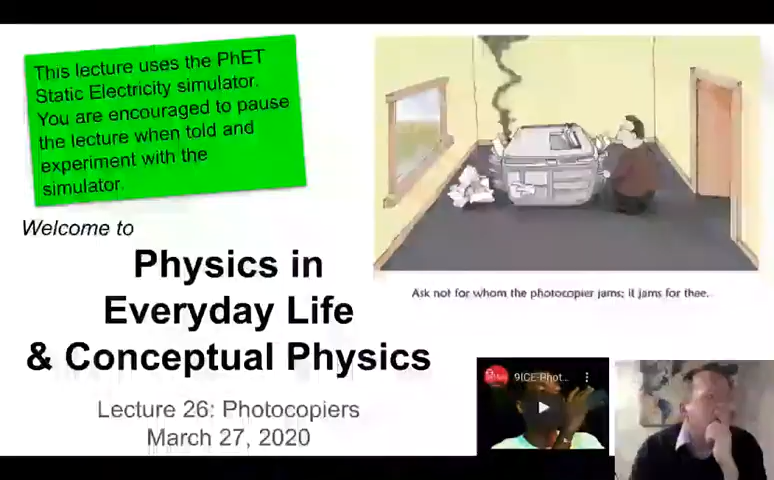 This lecture uses the PhET
Static Electricity simulator.
You are encouraged to pause
the lecture when told and
experiment with the
simulator.
Ask not for whom the photocopier jams; it jams for thee.
Welcome to
Physics in
Everyday Life
& Conceptual Physics
Lecture 26: Photocopiers
March 27, 2020
9ICE Phot...